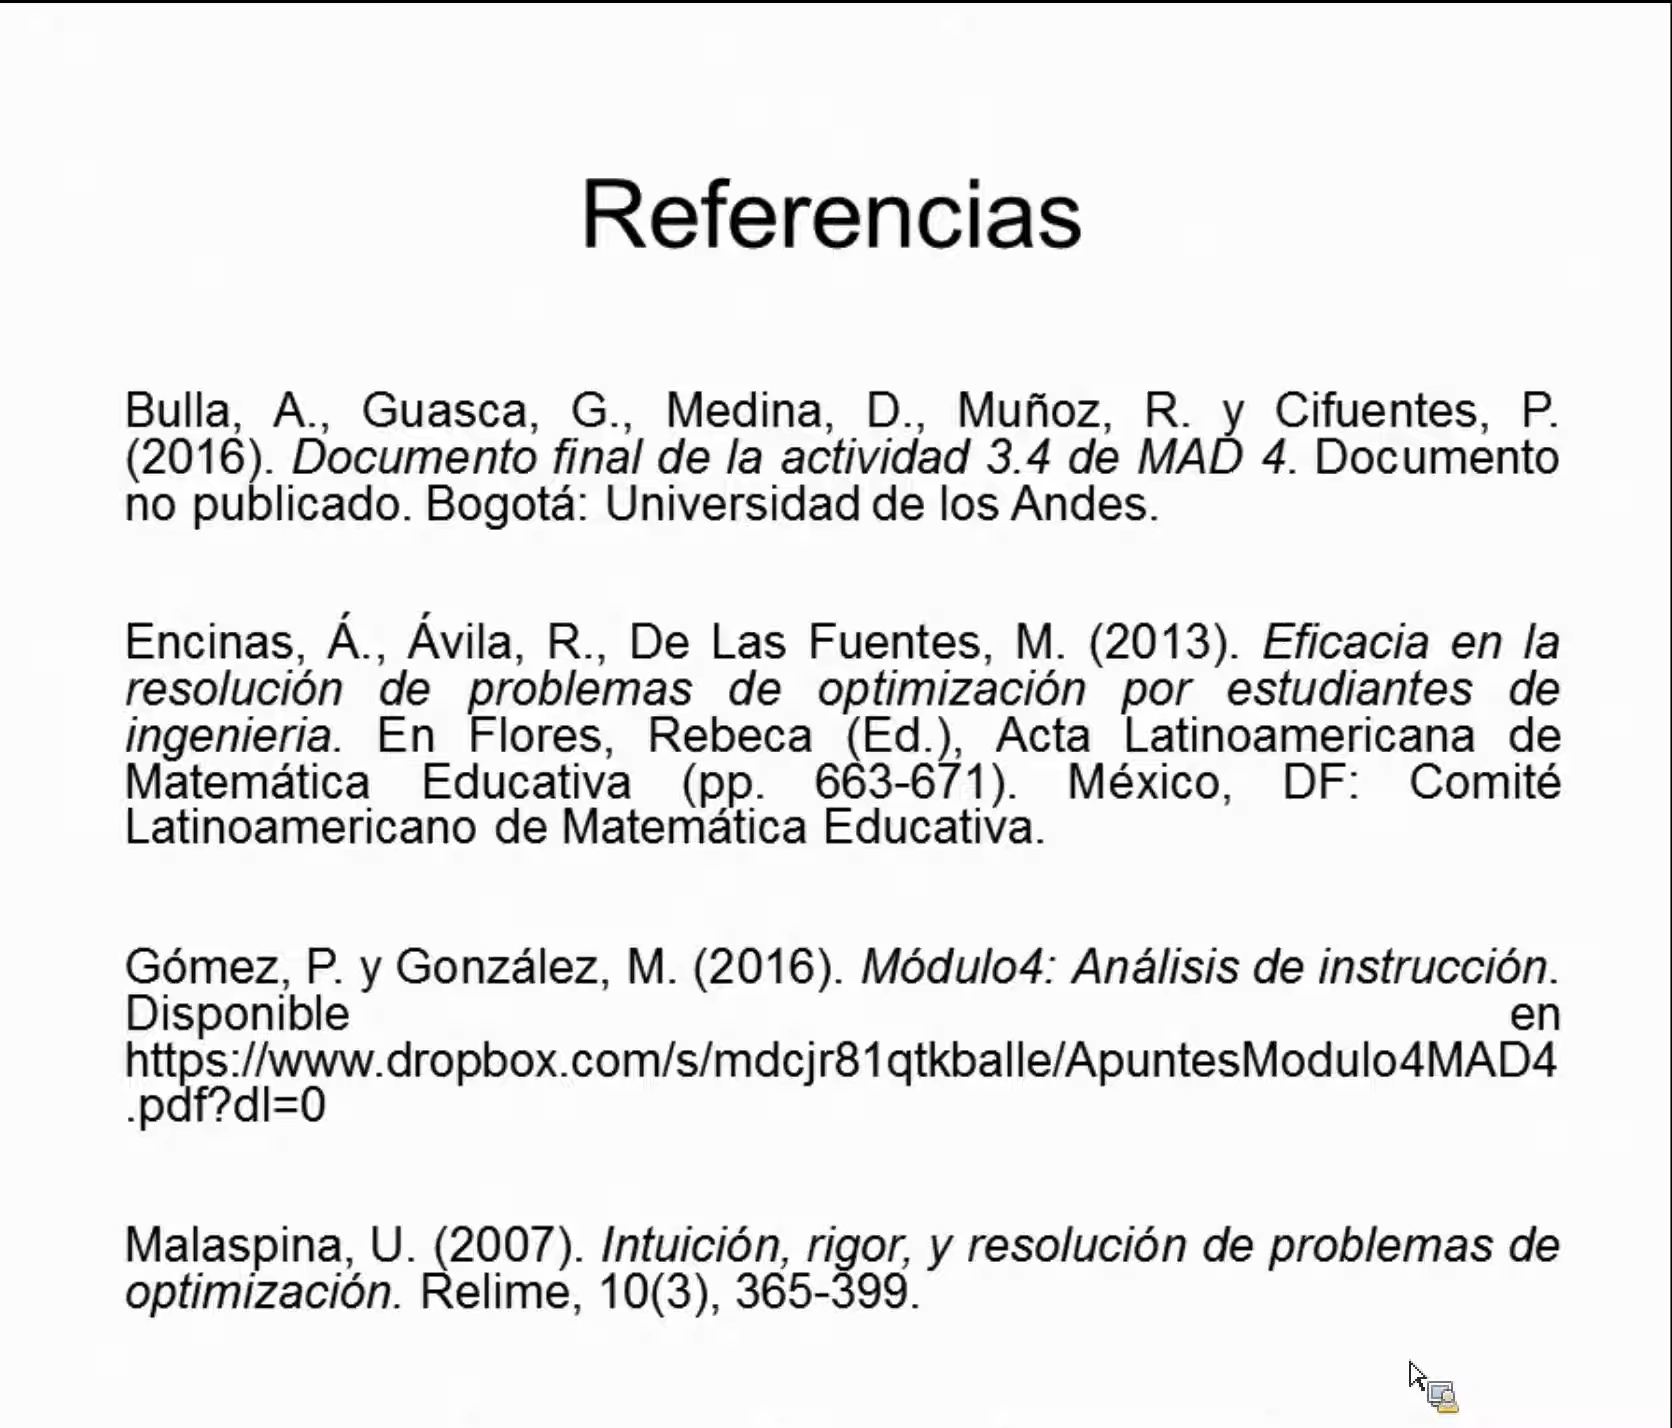 Referencias
Bulla, A., Guasca, G., Medina, D., Muñoz, R. y Cifuentes, P.
(2016). Documento final de la actividad 3.4 de MAD 4. Documento
no publicado. Bogotá: Universidad de los Andes.
Encinas, Á., Ávila, R., De Las Fuentes, M. (2013). Eficacia en la
resolución de problemas de optimización por estudiantes de
ingenieria. En Flores, Rebeca (Ed.), Acta Latinoamericana de
Matemática Educativa (pp. 663-671). México, DF: Comité
Latinoamericano de Matemática Educativa.
Gómez, P. y González, M. (2016). Módulo4: Análisis de instrucción.
Disponible en
https://www.dropbox.com/s/mdcjr81qtkballe/ApuntesModulo4MAD4
.pdf?dl=0
Malaspina, U. (2007). Intuición, rigor, y resolución de problemas de
optimización. Relime, 10(3), 365-399.